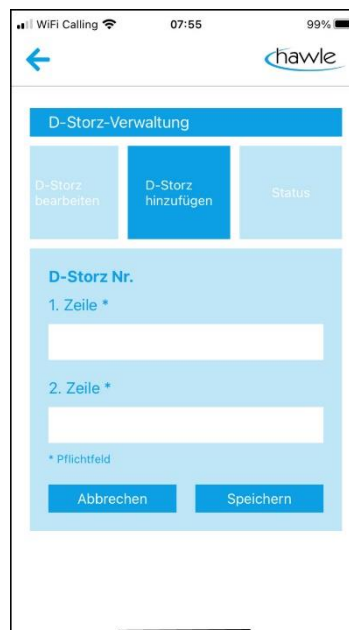 WiFi Calling 07:55 99%
hawle
D-Storz-Verwaltung
D-Storz
bearbeiten
D-Storz
hinzufügen
Status
D-Storz Nr.
1. Zeile *
2. Zeile *
* Pflichtfeld
Abbrechen Speichern